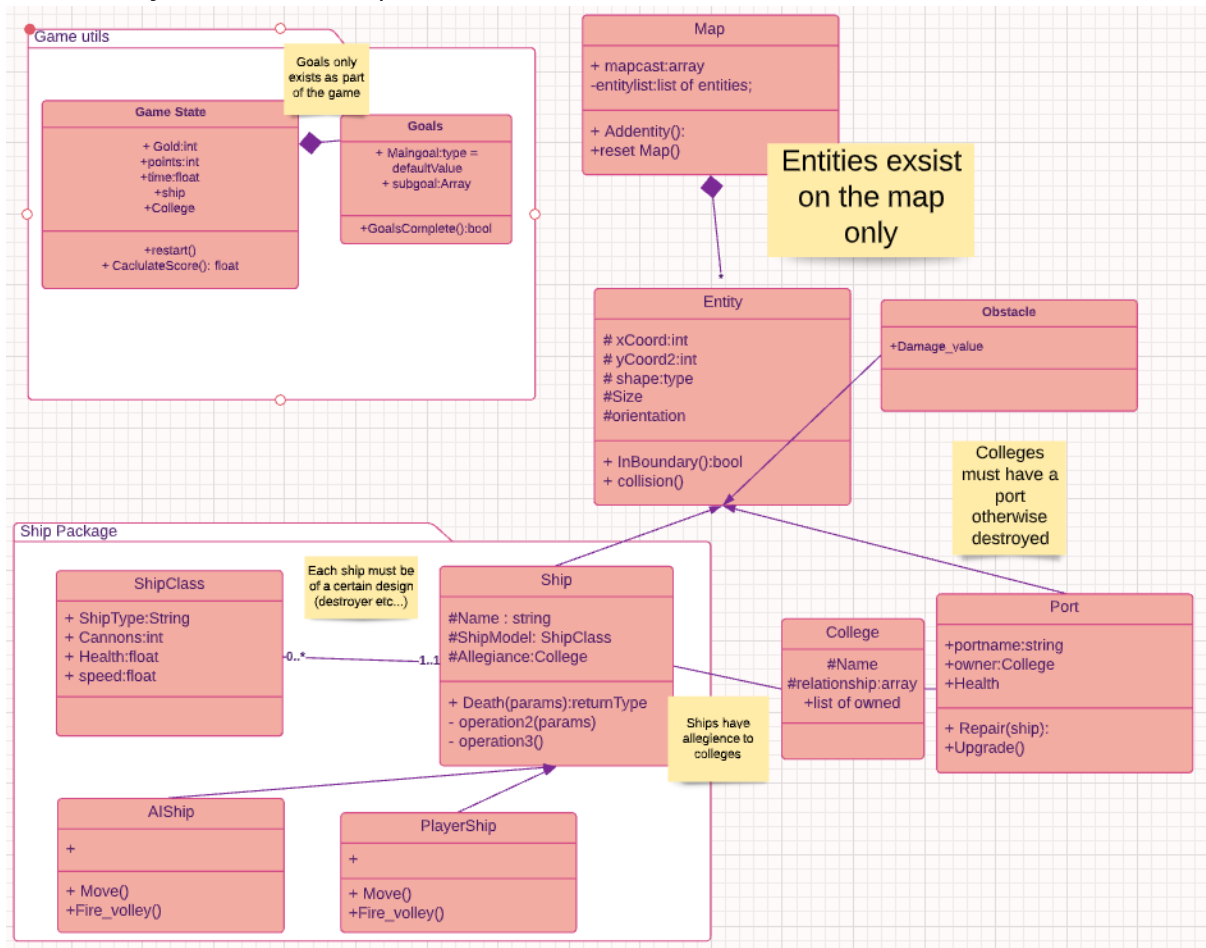 Game utils
Goals only
exists as part
of the game
Game State
+ Gold:int
+points:int
+time:float
+ship
+College
+restart()
+ CaclulateScore(): float
Goals
+ Maingoal:type =
defaultValue
+ subgoal:Array
+GoalsComplete():bool
Map
+ mapcast:array
-entitylist:list of entities;
+ Addentity():
+reset Map()
Entities exsist
on the map
only
*
Entity
# xCoord:int
# yCoord2:int
# shape:type
#Size
#orientation
+ InBoundary():bool
+ collision()
Obstacle
+Damage_value
Colleges
must have a
port
otherwise
destroyed
Ship Package
ShipClass
+ ShipType:String
+ Cannons:int
+ Health:float
+ speed:float
Each ship must be
of a certain design
(destroyer etc...)
0..*
1..1
Ship
#Name : string
#ShipModel: ShipClass
#Allegiance:College
+ Death(params):returnType
- operation2(params)
- operation3()
Ships have
allegience to
colleges
College
#Name
#relationship:array
+list of owned
Port
+portname:string
+owner:College
+Health
+ Repair(ship):
+Upgrade()
AIShip
+
+ Move()
+Fire_volley()
PlayerShip
+
+ Move()
+Fire_volley()